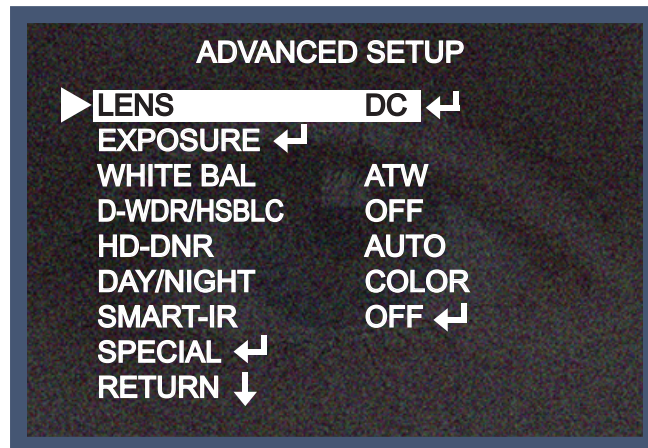 ADVANCED SETUP
LENS DC ↵
EXPOSURE ↵
WHITE BAL ATW
D-WDR/HSBLC OFF
HD-DNR AUTO
DAY/NIGHT COLOR
SMART-IR OFF ↵
SPECIAL ↵
RETURN ↓